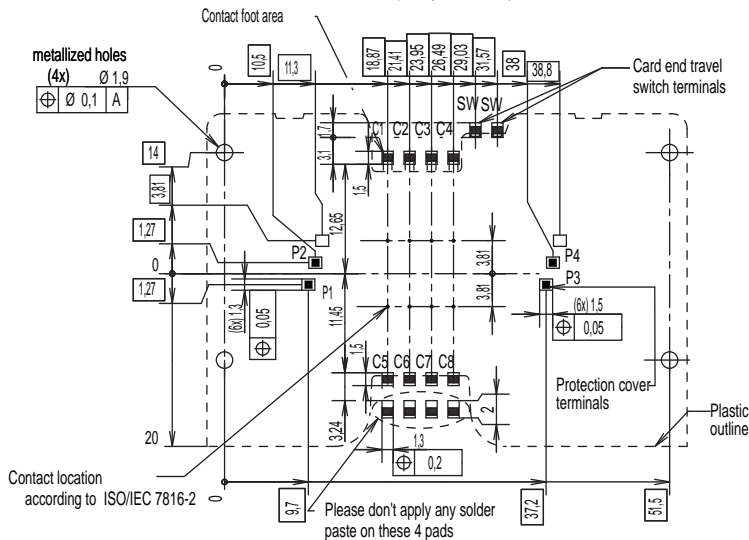 Contact foot area
0
10,5
11,3
18,87
21,41
23,95
26,49
29,03
31,57
38
38,8
metallized holes
(4x) Ø 1,9
Ø 0,1 A
Card end travel
switch terminals
SW SW
C1 C2 C3 C4
1,7
3,1
1,5
14
3,81
1,27
0
1,27
20
12,65
11,45
P2
P1
P4
P3
3,81
3,81
(6x) 1,3
0,05
(6x) 1,5
0,05
1,5
C5 C6 C7 C8
3,24
2
1,3
0,2
Protection cover
terminals
Plastic
outline
Contact location
according to ISO/IEC 7816-2
0
9,7
Please don't apply any solder
paste on these 4 pads
37,2
51,5